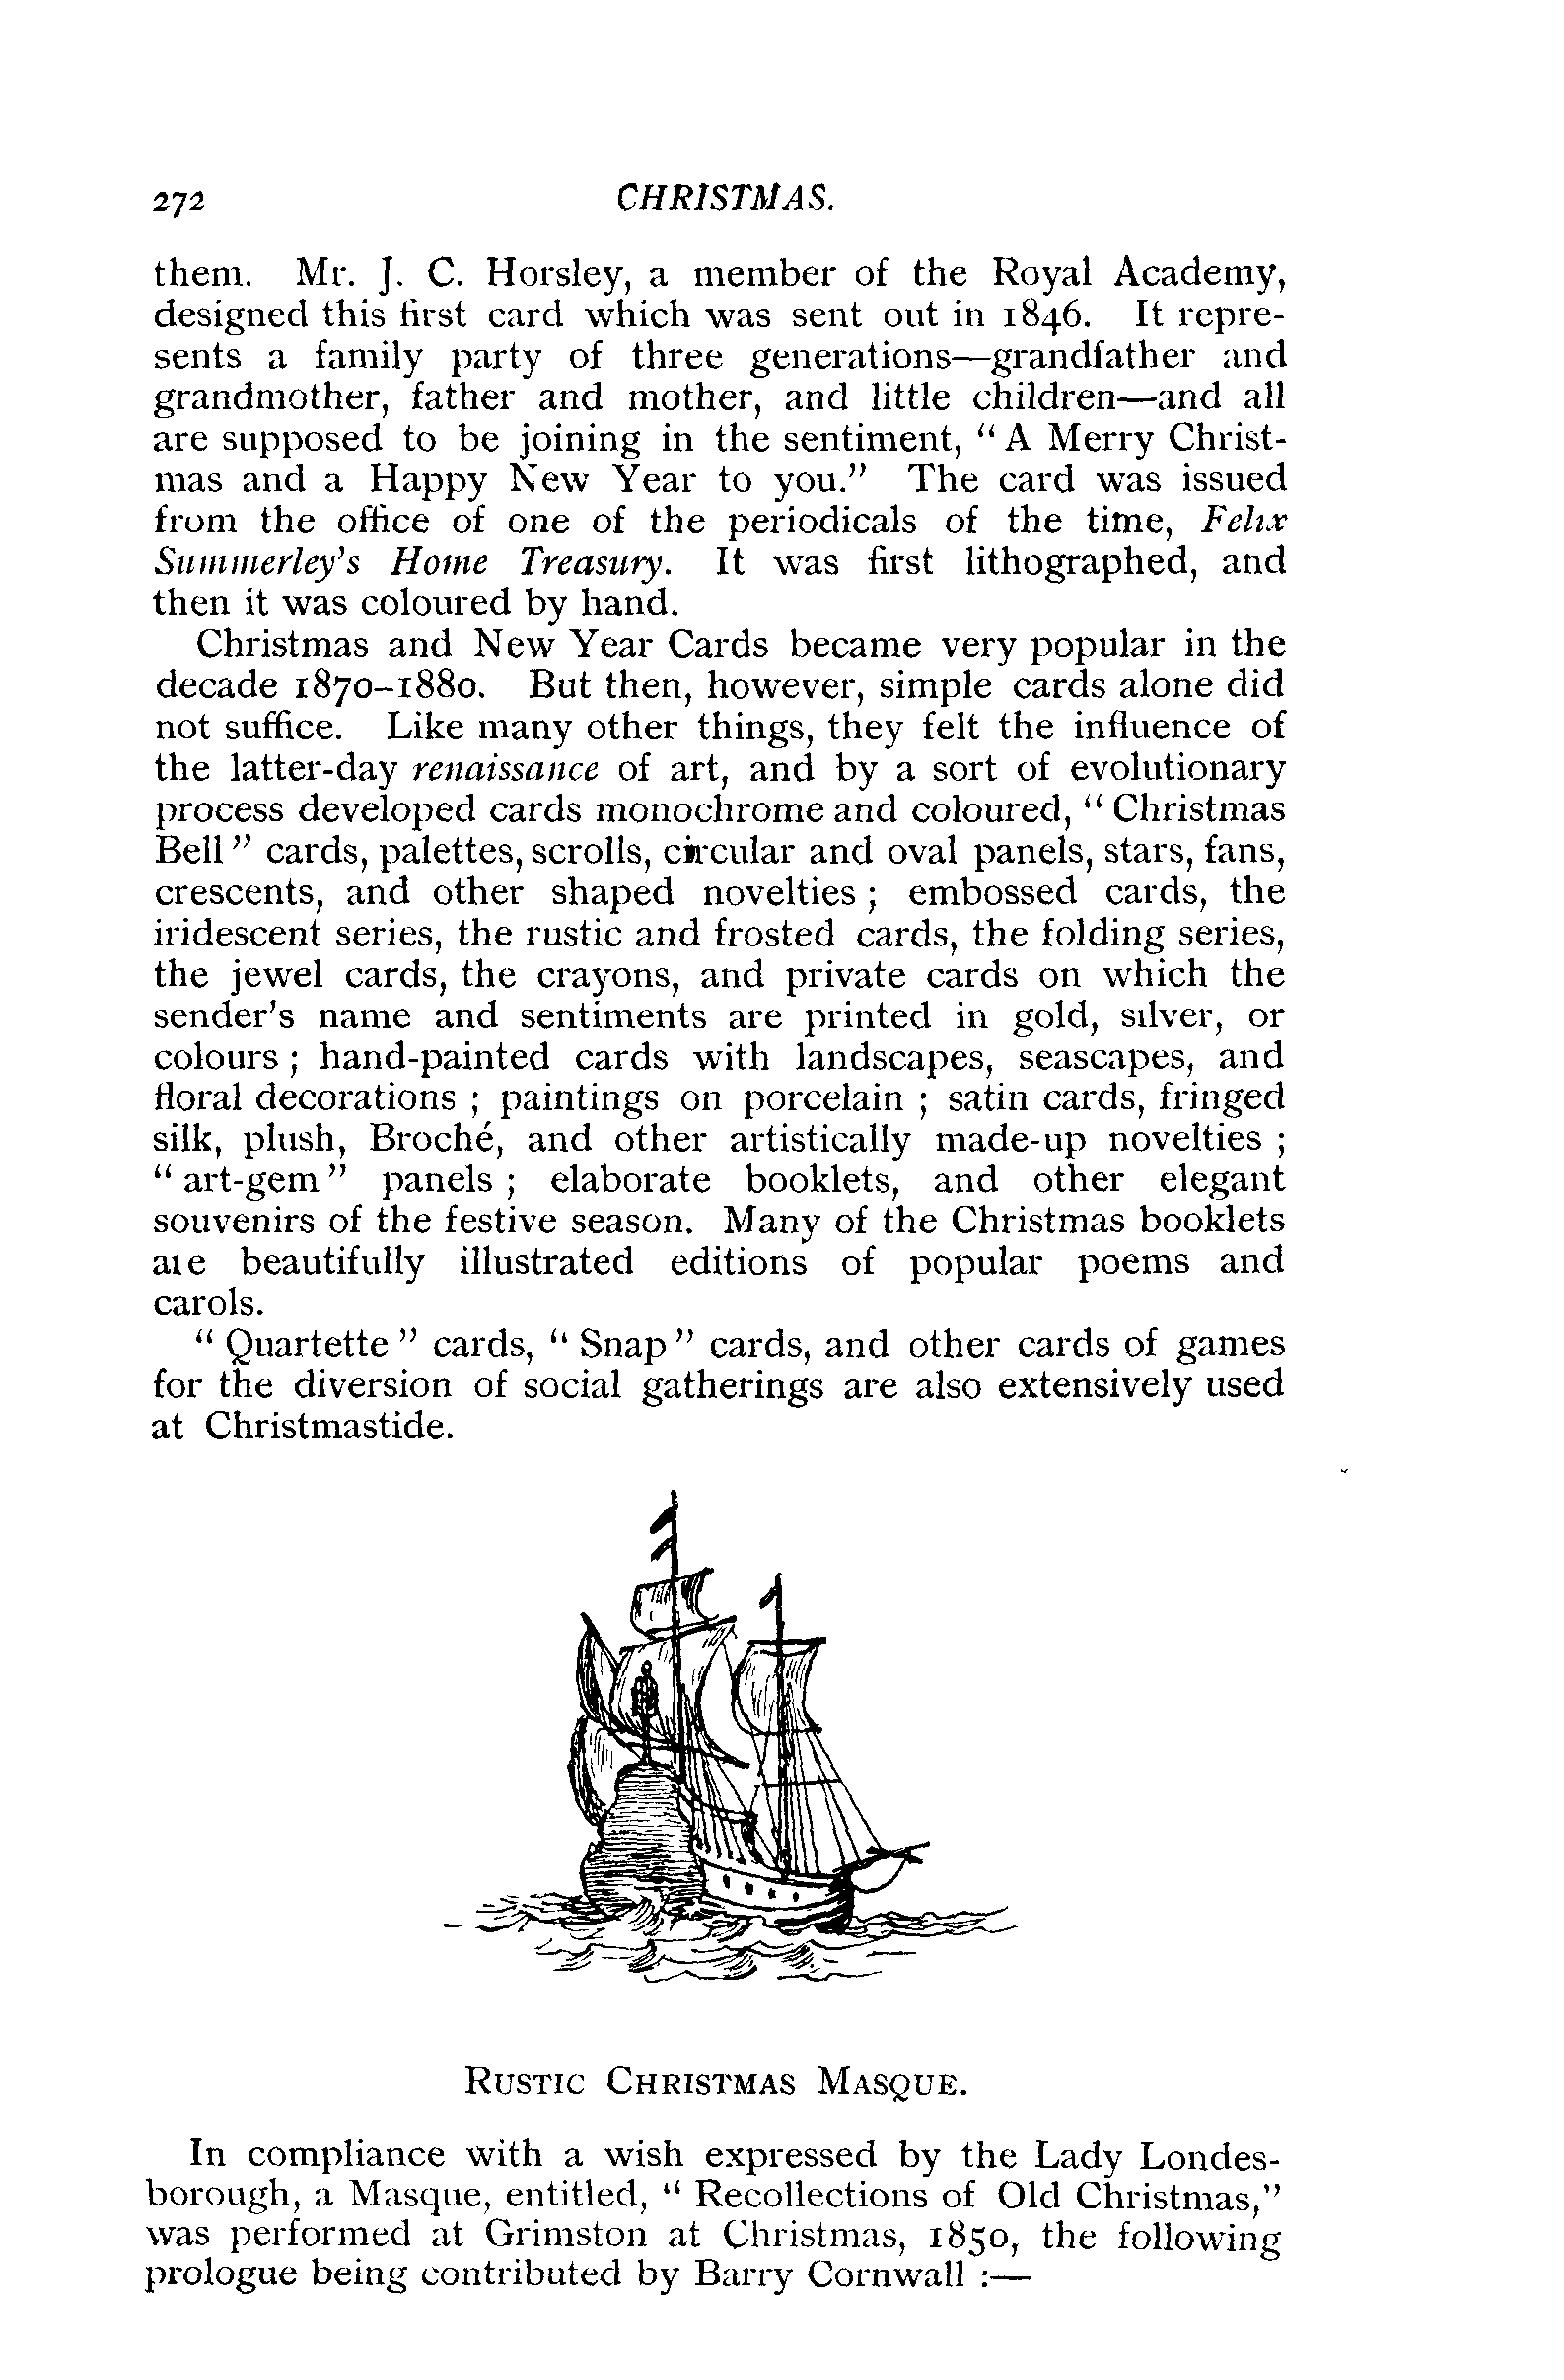 272 CHRISTMAS.
them. Mr. J. C. Horsley, a member of the Royal Academy,
designed this first card which was sent out in 1846. It repre-
sents a family party of three generations—grandfather and
grandmother, father and mother, and little children—and all
are supposed to be joining in the sentiment, “ A Merry Christ-
mas and a Happy New Year to you.” The card was issued
from the office of one of the periodicals of the time, Felix
Summerley’s Home Treasury. It was first lithographed, and
then it was coloured by hand.
Christmas and New Year Cards became very popular in the
decade 1870–1880. But then, however, simple cards alone did
not suffice. Like many other things, they felt the influence of
the latter-day renaissance of art, and by a sort of evolutionary
process developed cards monochrome and coloured, “ Christmas
Bell ” cards, palettes, scrolls, circular and oval panels, stars, fans,
crescents, and other shaped novelties ; embossed cards, the
iridescent series, the rustic and frosted cards, the folding series,
the jewel cards, the crayons, and private cards on which the
sender’s name and sentiments are printed in gold, silver, or
colours ; hand-painted cards with landscapes, seascapes, and
floral decorations ; paintings on porcelain ; satin cards, fringed
silk, plush, Broché, and other artistically made-up novelties ;
“ art-gem ” panels ; elaborate booklets, and other elegant
souvenirs of the festive season. Many of the Christmas booklets
are beautifully illustrated editions of popular poems and
carols.
“ Quartette ” cards, “ Snap ” cards, and other cards of games
for the diversion of social gatherings are also extensively used
at Christmastide.
RUSTIC CHRISTMAS MASQUE.
In compliance with a wish expressed by the Lady Londes-
borough, a Masque, entitled, “ Recollections of Old Christmas,”
was performed at Grimston at Christmas, 1850, the following
prologue being contributed by Barry Cornwall :—